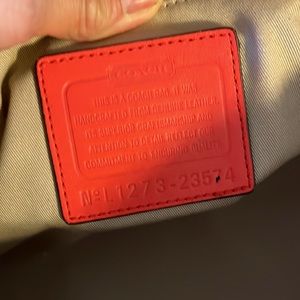 COACH
THIS IS A COACH BAG. IT WAS
HANDCRAFTED FROM GENUINE LEATHER.
ITS SUPERIOR CRAFTSMANSHIP AND
ATTENTION TO DETAIL REFLECT OUR
COMMITMENT TO ENDURING QUALITY.
Nº L1273-23574